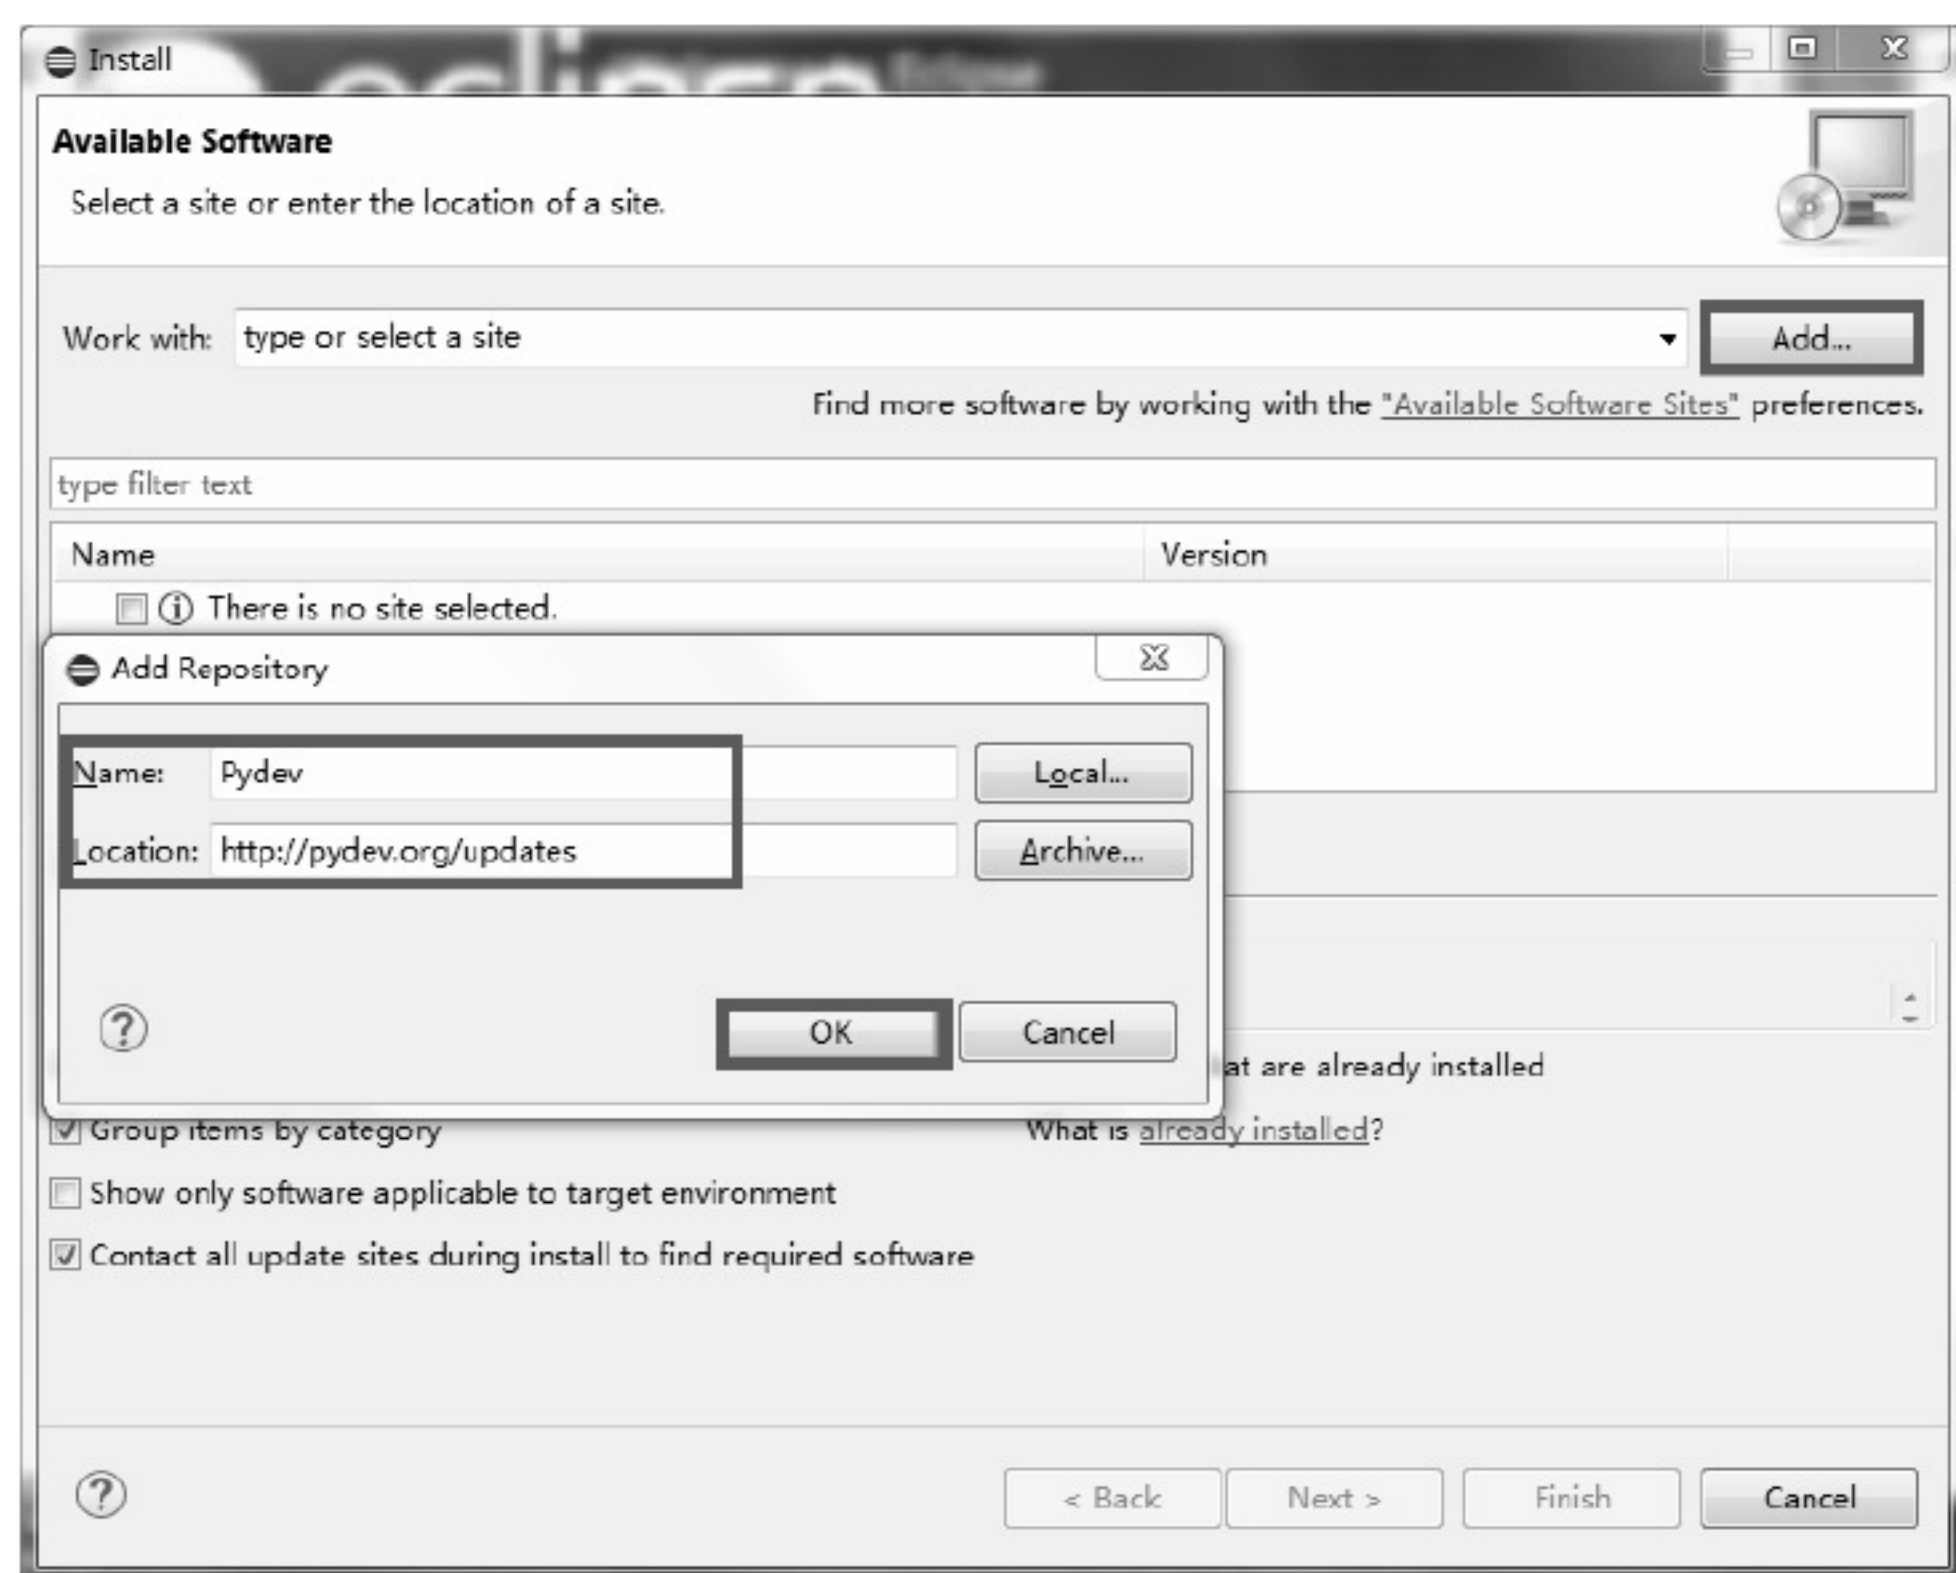 Install
Eclipse
Available Software
Select a site or enter the location of a site.
Work with: type or select a site Add...
Find more software by working with the "Available Software Sites" preferences.
type filter text
Name Version
There is no site selected.
Add Repository
Name: Pydev Local...
Location: http://pydev.org/updates Archive...
OK Cancel
at are already installed
Group items by category What is already installed?
Show only software applicable to target environment
Contact all update sites during install to find required software
< Back Next > Finish Cancel